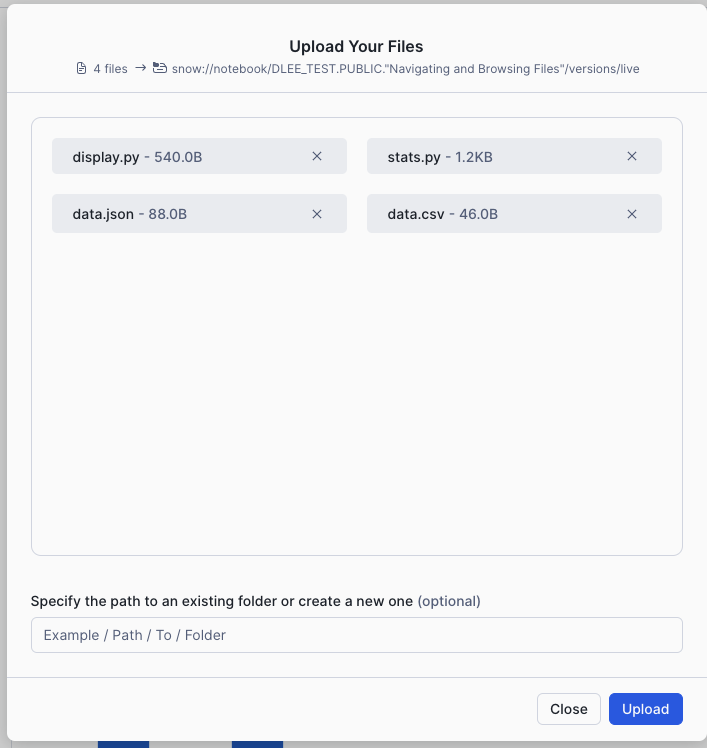 Upload Your Files
4 files → snow://notebook/DLEE_TEST.PUBLIC."Navigating and Browsing Files"/versions/live
display.py - 540.0B
stats.py - 1.2KB
data.json - 88.0B
data.csv - 46.0B
Specify the path to an existing folder or create a new one (optional)
Example / Path / To / Folder
Close
Upload